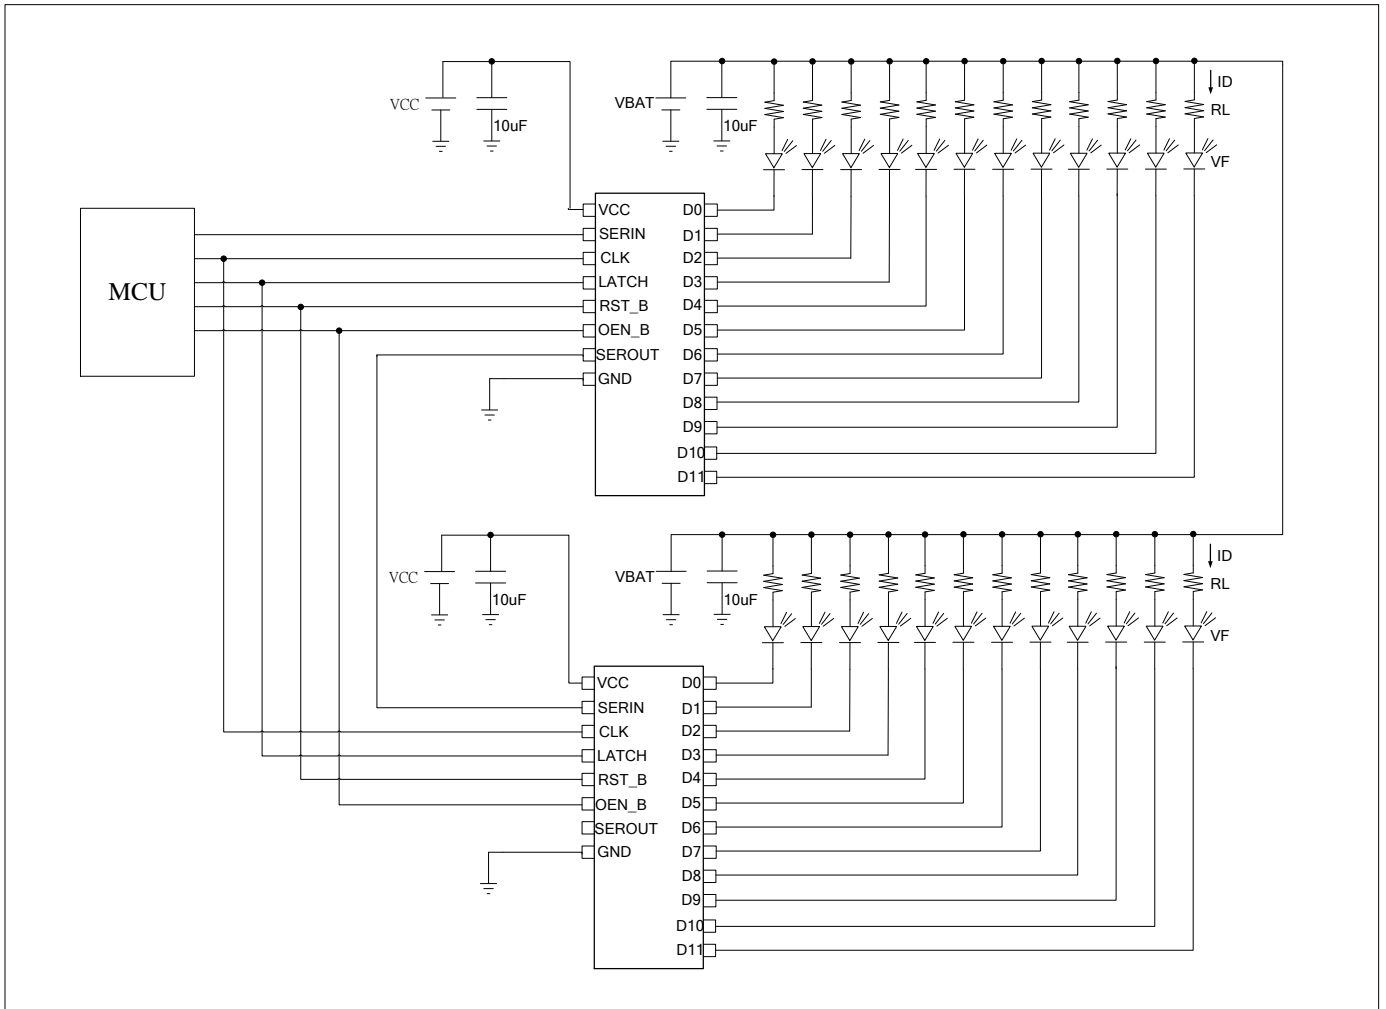 VCC
10uF
VBAT
10uF
ID
RL
VF
MCU
VCC
SERIN
CLK
LATCH
RST_B
OEN_B
SEROUT
GND
D0
D1
D2
D3
D4
D5
D6
D7
D8
D9
D10
D11
VCC
10uF
VBAT
10uF
ID
RL
VF
VCC
SERIN
CLK
LATCH
RST_B
OEN_B
SEROUT
GND
D0
D1
D2
D3
D4
D5
D6
D7
D8
D9
D10
D11